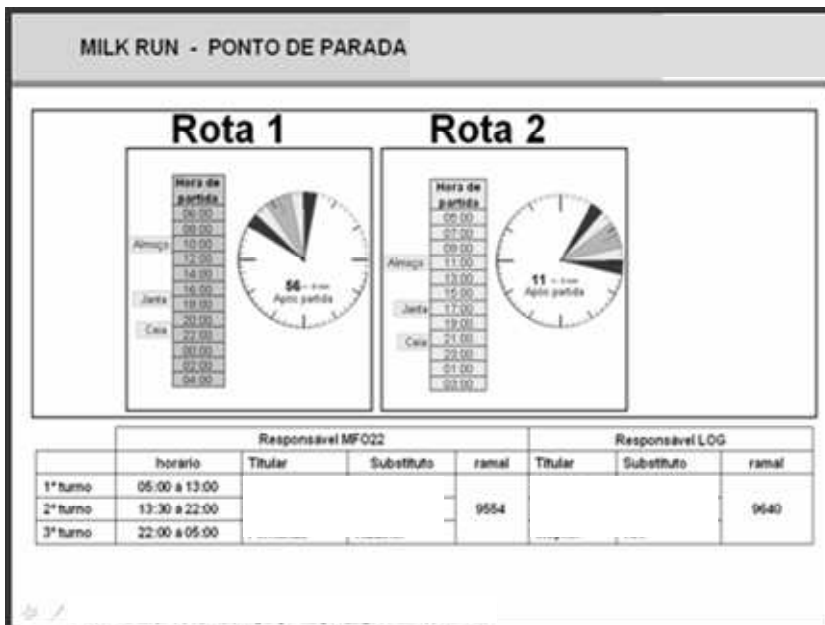 MILK RUN - PONTO DE PARADA
Rota 1
Hora de
partida
06:00
08:00
Almoço 10:00
12:00
14:00
16:00
Janta 18:00
20:00
Ceia 22:00
00:00
02:00
04:00
56
Após partida
Rota 2
Hora de
partida
05:00
07:00
09:00
Almoço 11:00
13:00
15:00
Janta 17:00
19:00
Ceia 21:00
23:00
01:00
03:00
11
Após partida
Responsável MFO22 Responsável LOG
horario Titular Substituto ramal Titular Substituto ramal
1º turno 05:00 à 13:00
2º turno 13:30 à 22:00 9554 9640
3º turno 22:00 à 05:00